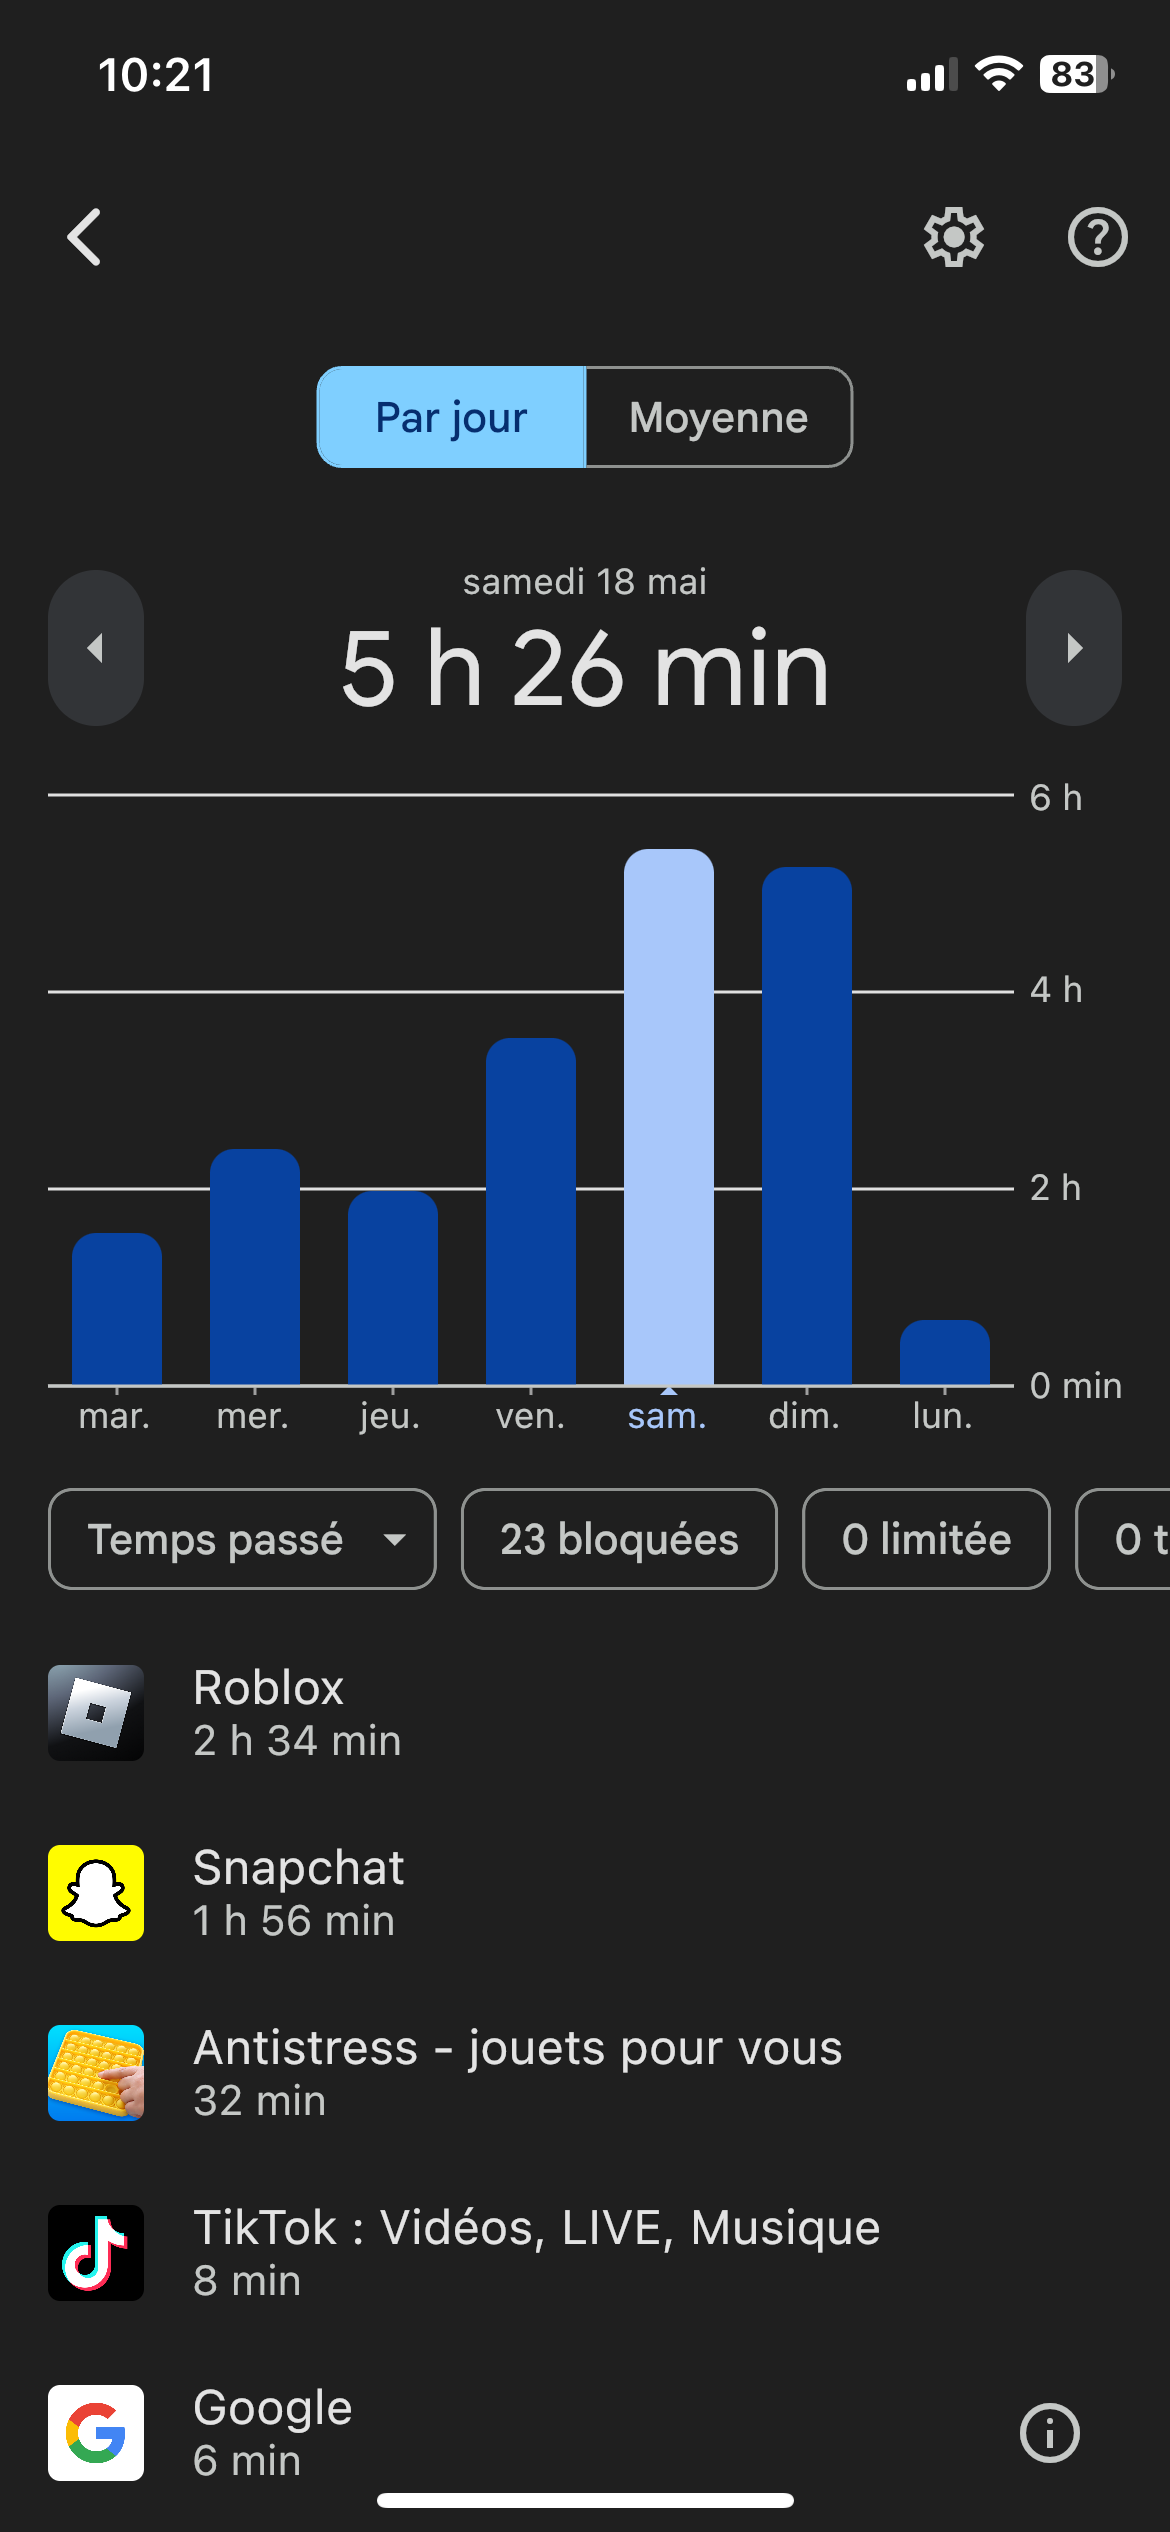 10:21
83
Par jour
Moyenne
samedi 18 mai
5 h 26 min
6 h
4 h
2 h
0 min
mar.
mer.
jeu.
ven.
sam.
dim.
lun.
Temps passé
23 bloquées
0 limitée
0 t
Roblox
2 h 34 min
Snapchat
1 h 56 min
Antistress - jouets pour vous
32 min
TikTok : Vidéos, LIVE, Musique
8 min
Google
6 min